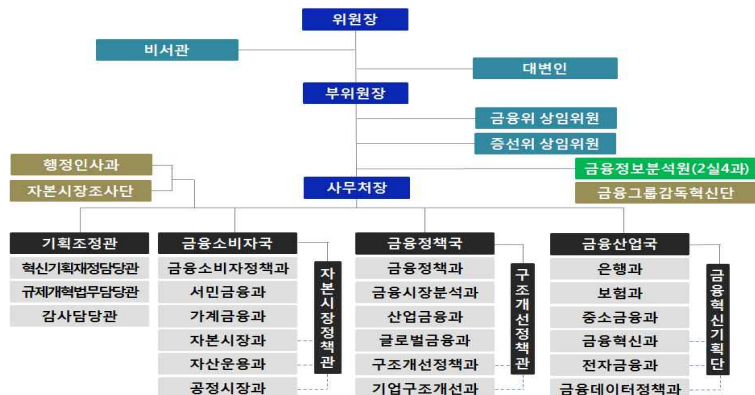 위원장
비서관
대변인
부위원장
금융위 상임위원
증선위 상임위원
행정인사과
금융정보분석원(2실4과)
자본시장조사단
사무처장
금융그룹감독혁신단
기획조정관
혁신기획재정담당관
규제개혁법무담당관
감사담당관
금융소비자국
금융소비자정책과
서민금융과
가계금융과
자본시장과
자산운용과
공정시장과
자본시장정책관
금융정책국
금융정책과
금융시장분석과
산업금융과
글로벌금융과
구조개선정책과
기업구조개선과
구조개선정책관
금융산업국
은행과
보험과
중소금융과
금융혁신과
전자금융과
금융데이터정책과
금융혁신기획단